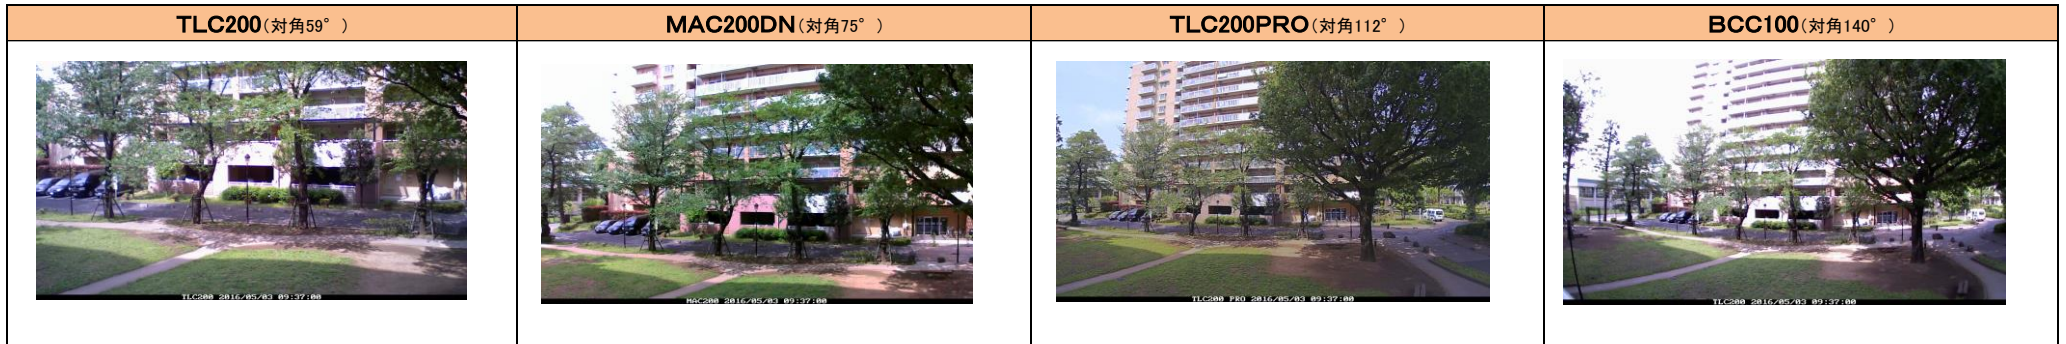 TLC200(対角59°)
MAC200DN(対角75°)
TLC200PRO(対角112°)
BCC100(対角140°)
TLC200 2016/05/03 09:37:00
MAC200 2016/05/03 09:37:00
TLC200 PRO 2016/05/03 09:37:00
TLC200 2016/05/03 09:37:00